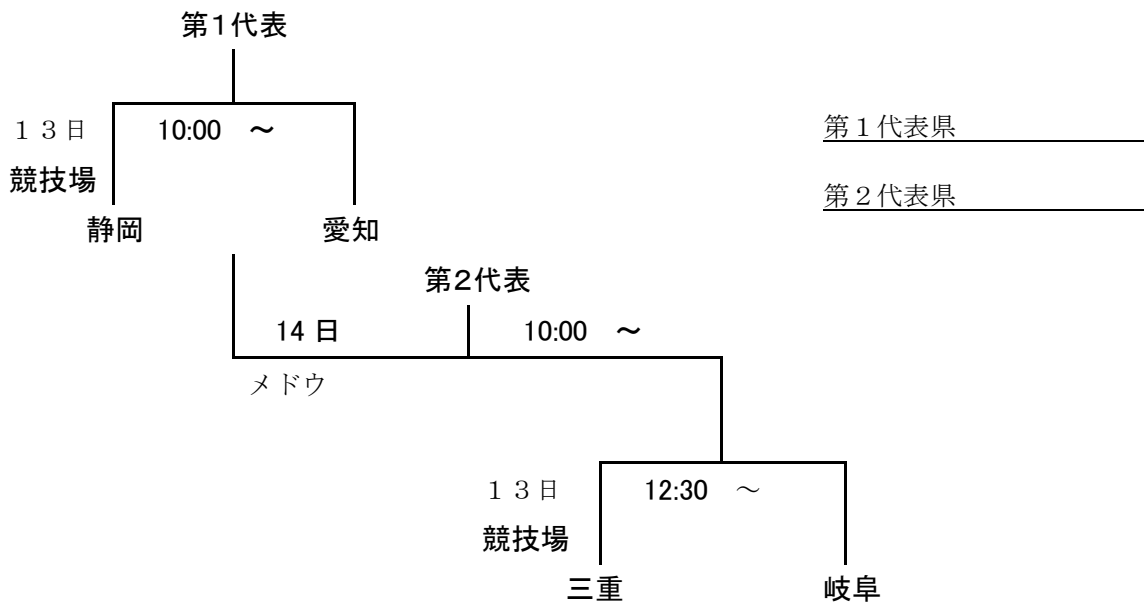 第1代表
１３日 10:00 ～
第１代表県
競技場
第２代表県
静岡 愛知
第2代表
14 日 10:00 ～
メドウ
１３日 12:30 ～
競技場
三重 岐阜